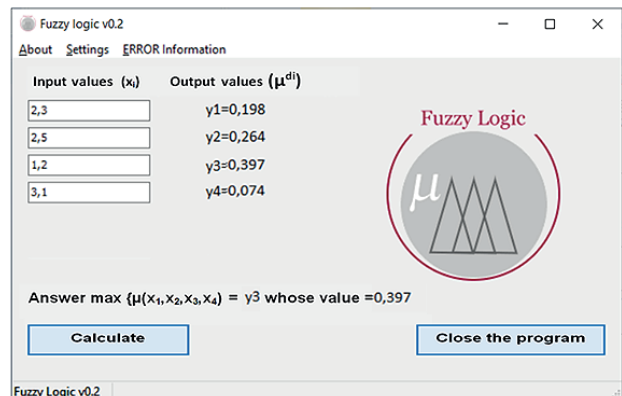 Fuzzy logic v0.2
About Settings ERROR Information
Input values (xᵢ) Output values (μᵈⁱ)
2,3 y1=0,198
2,5 y2=0,264
1,2 y3=0,397
3,1 y4=0,074
Fuzzy Logic
μ
Answer max {μ(x₁,x₂,x₃,x₄) = y3 whose value =0,397
Calculate Close the program
Fuzzy Logic v0.2